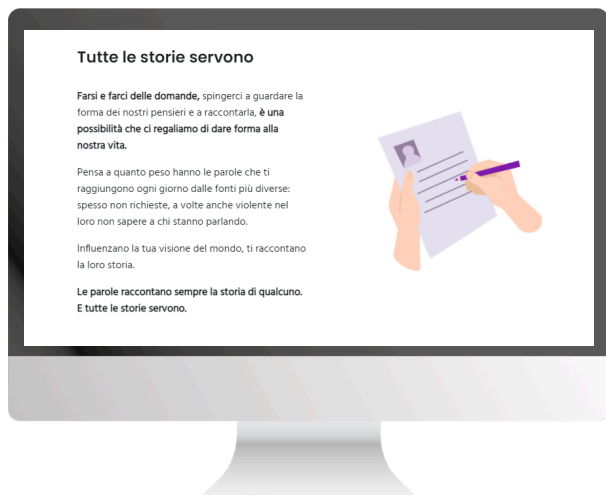 Tutte le storie servono
Farsi e farci delle domande, spingerci a guardare la
forma dei nostri pensieri e a raccontarla, è una
possibilità che ci regaliamo di dare forma alla
nostra vita.
Pensa a quanto peso hanno le parole che ti
raggiungono ogni giorno dalle fonti più diverse:
spesso non richieste, a volte anche violente nel
loro non sapere a chi stanno parlando.
Influenzano la tua visione del mondo, ti raccontano
la loro storia.
Le parole raccontano sempre la storia di qualcuno.
E tutte le storie servono.